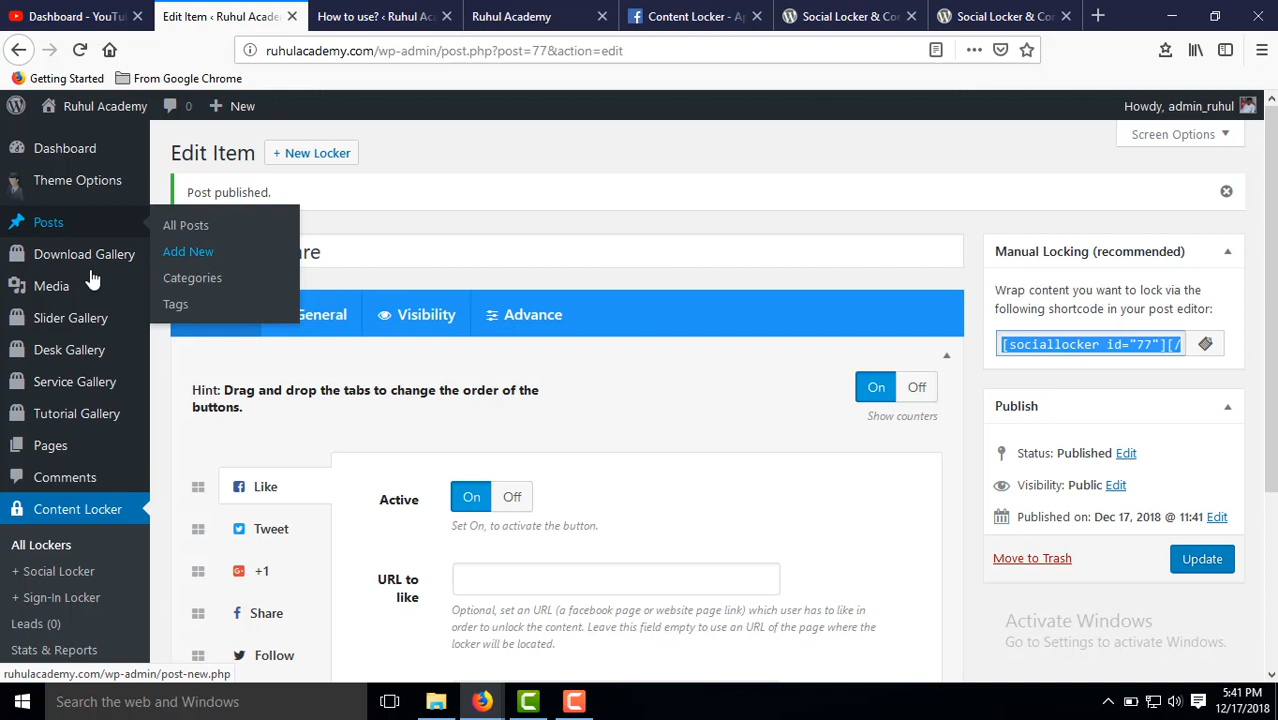 Dashboard - YouTu
Edit Item ‹ Ruhul Acade
How to use? ‹ Ruhul Aca
Ruhul Academy
Content Locker - Ap
Social Locker & Cor
Social Locker & Cor
ruhulacademy.com/wp-admin/post.php?post=77&action=edit
Getting Started
From Google Chrome
Ruhul Academy
0
New
Howdy, admin_ruhul
Screen Options
Dashboard
Theme Options
Posts
Download Gallery
Media
Slider Gallery
Desk Gallery
Service Gallery
Tutorial Gallery
Pages
Comments
Content Locker
All Lockers
+ Social Locker
+ Sign-In Locker
Leads (0)
Stats & Reports
All Posts
Add New
Categories
Tags
Edit Item
+ New Locker
Post published.
are
General
Visibility
Advance
Hint: Drag and drop the tabs to change the order of the
buttons.
On
Off
Show counters
Like
Tweet
+1
Share
Follow
Active
On
Off
Set On, to activate the button.
URL to
like
Optional, set an URL (a facebook page or website page link) which user has to like in
order to unlock the content. Leave this field empty to use an URL of the page where the
locker will be located.
Manual Locking (recommended)
Wrap content you want to lock via the
following shortcode in your post editor:
[sociallocker id="77"][/
Publish
Status: Published Edit
Visibility: Public Edit
Published on: Dec 17, 2018 @ 11:41 Edit
Move to Trash
Update
Activate Windows
Go to Settings to activate Windows.
ruhulacademy.com/wp-admin/post-new.php
Search the web and Windows
5:41 PM
12/17/2018